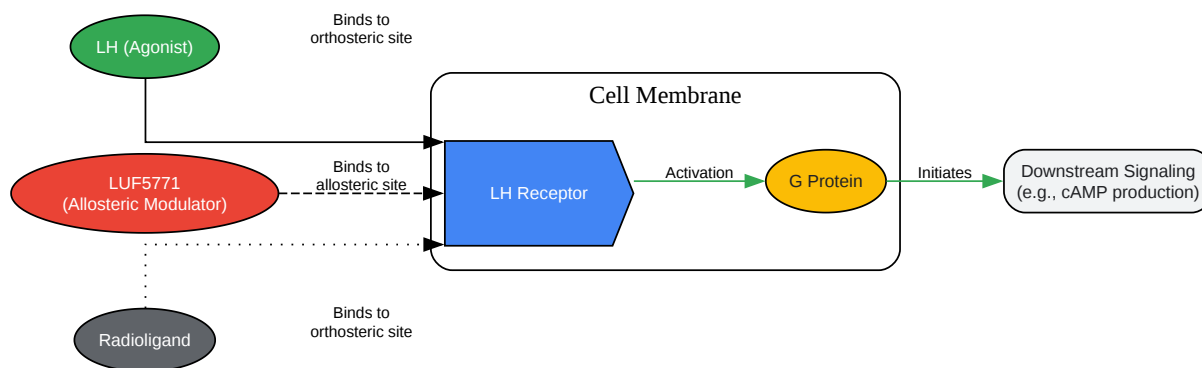 Binds to
orthosteric site
LH (Agonist)
Cell Membrane
LUF5771
(Allosteric Modulator)
Binds to
allosteric site
LH Receptor
Activation
G Protein
Initiates
Downstream Signaling
(e.g., cAMP production)
Binds to
orthosteric site
Radioligand